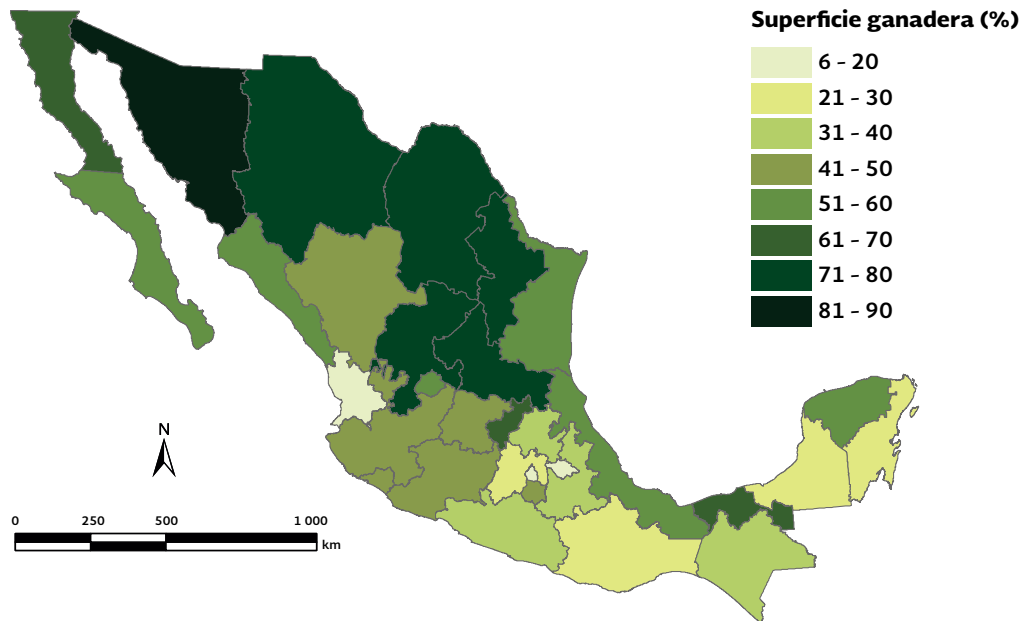 Superficie ganadera (%)
6 – 20
21 – 30
31 – 40
41 – 50
51 – 60
61 – 70
71 – 80
81 – 90
N
0 250 500 1 000
km